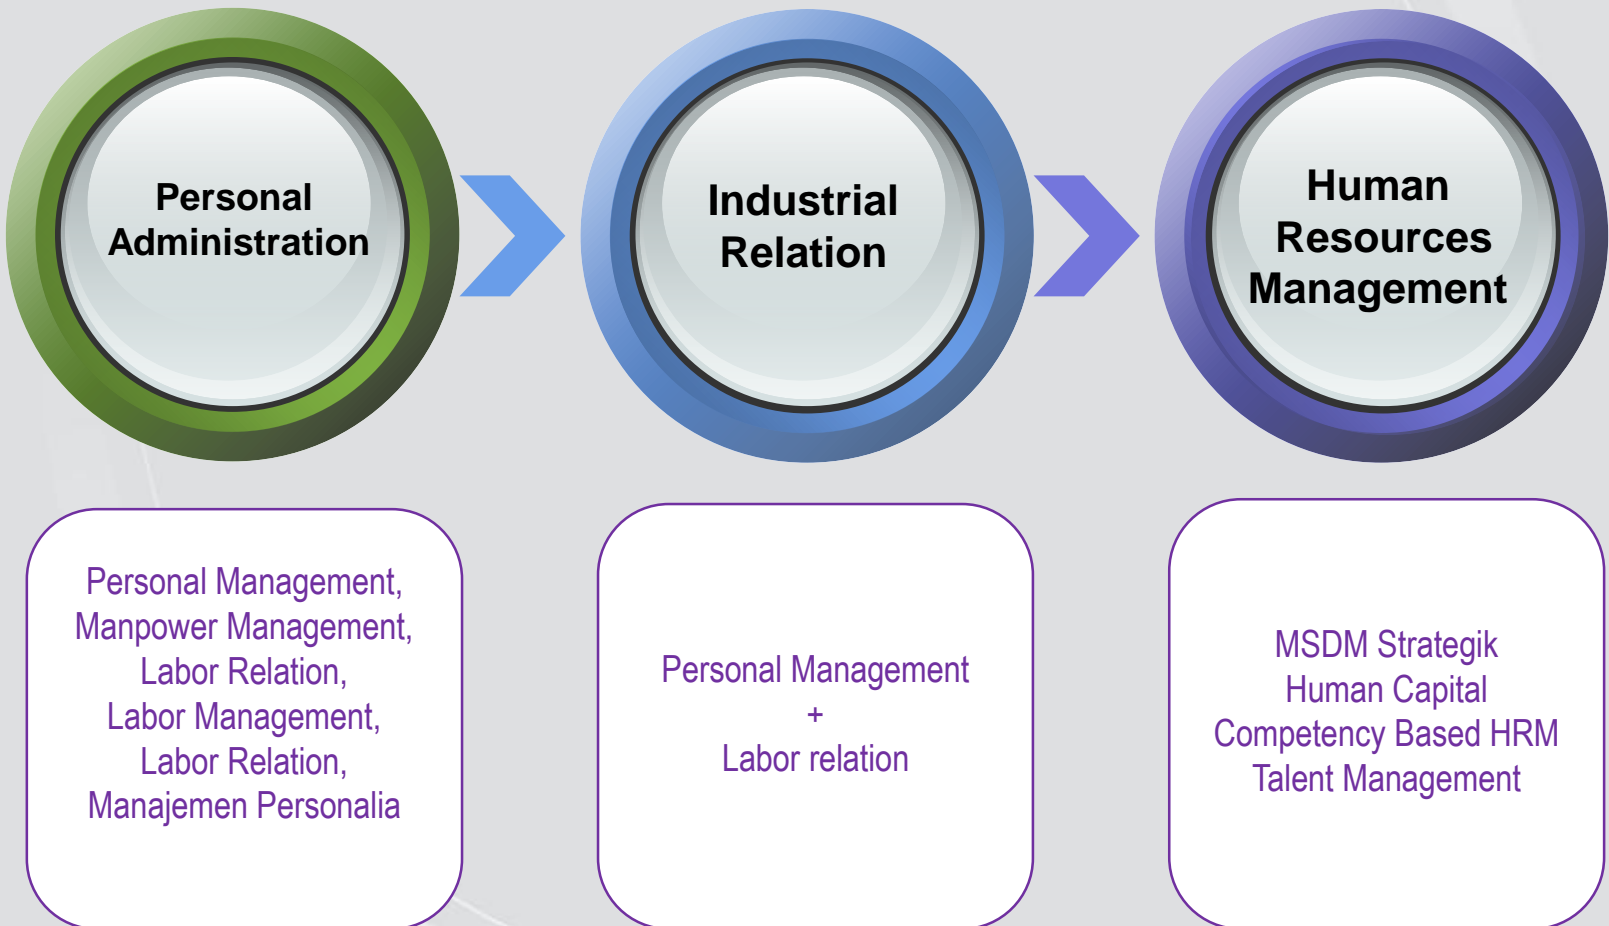 Personal
Administration
Industrial
Relation
Human
Resources
Management
Personal Management,
Manpower Management,
Labor Relation,
Labor Management,
Labor Relation,
Manajemen Personalia
Personal Management
+
Labor relation
MSDM Strategik
Human Capital
Competency Based HRM
Talent Management